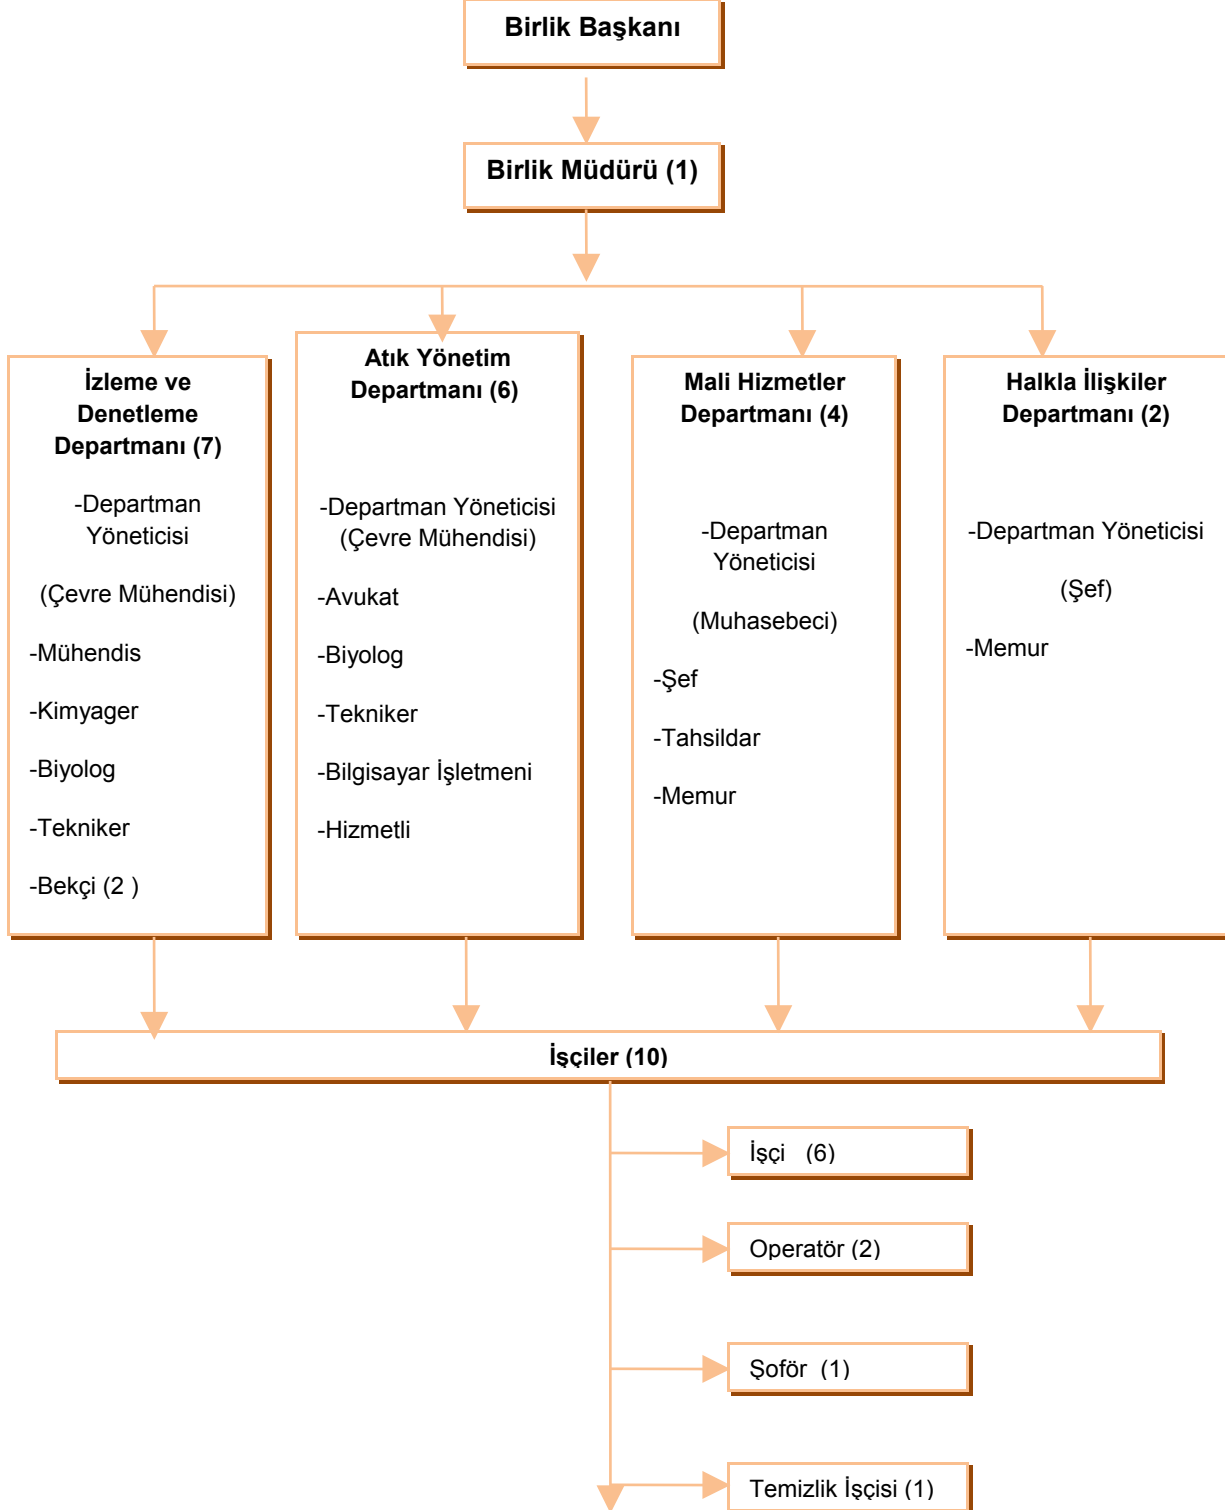 Birlik Başkanı
Birlik Müdürü (1)
İzleme ve
Denetleme
Departmanı (7)
-Departman
Yöneticisi
(Çevre Mühendisi)
-Mühendis
-Kimyager
-Biyolog
-Tekniker
-Bekçi (2 )
Atık Yönetim
Departmanı (6)
-Departman Yöneticisi
(Çevre Mühendisi)
-Avukat
-Biyolog
-Tekniker
-Bilgisayar İşletmeni
-Hizmetli
Mali Hizmetler
Departmanı (4)
-Departman
Yöneticisi
(Muhasebeci)
-Şef
-Tahsildar
-Memur
Halkla İlişkiler
Departmanı (2)
-Departman Yöneticisi
(Şef)
-Memur
İşçiler (10)
İşçi   (6)
Operatör (2)
Şoför  (1)
Temizlik İşçisi (1)